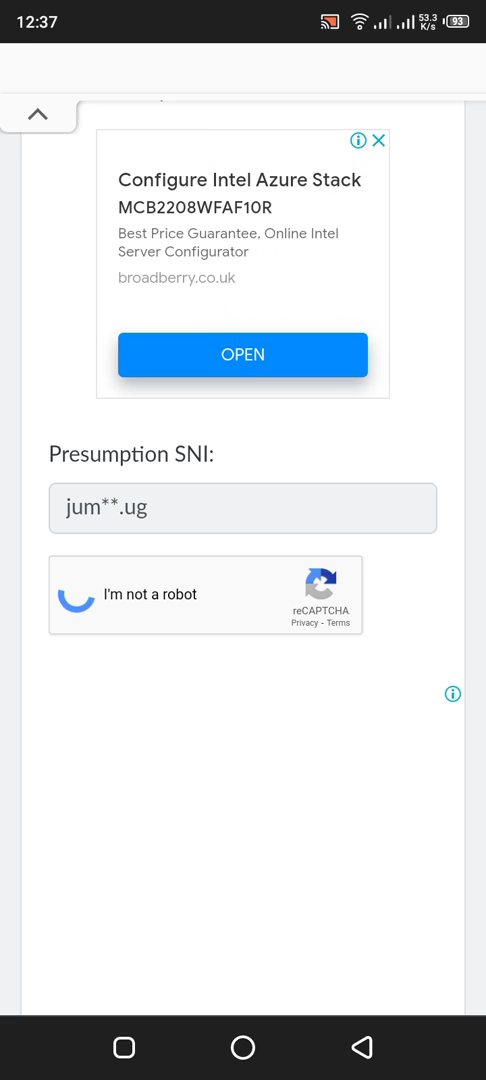 12:37
53.3
K/s
93
Configure Intel Azure Stack
MCB2208WFAF10R
Best Price Guarantee, Online Intel
Server Configurator
broadberry.co.uk
OPEN
Presumption SNI:
jum**.ug
I'm not a robot
reCAPTCHA
Privacy - Terms